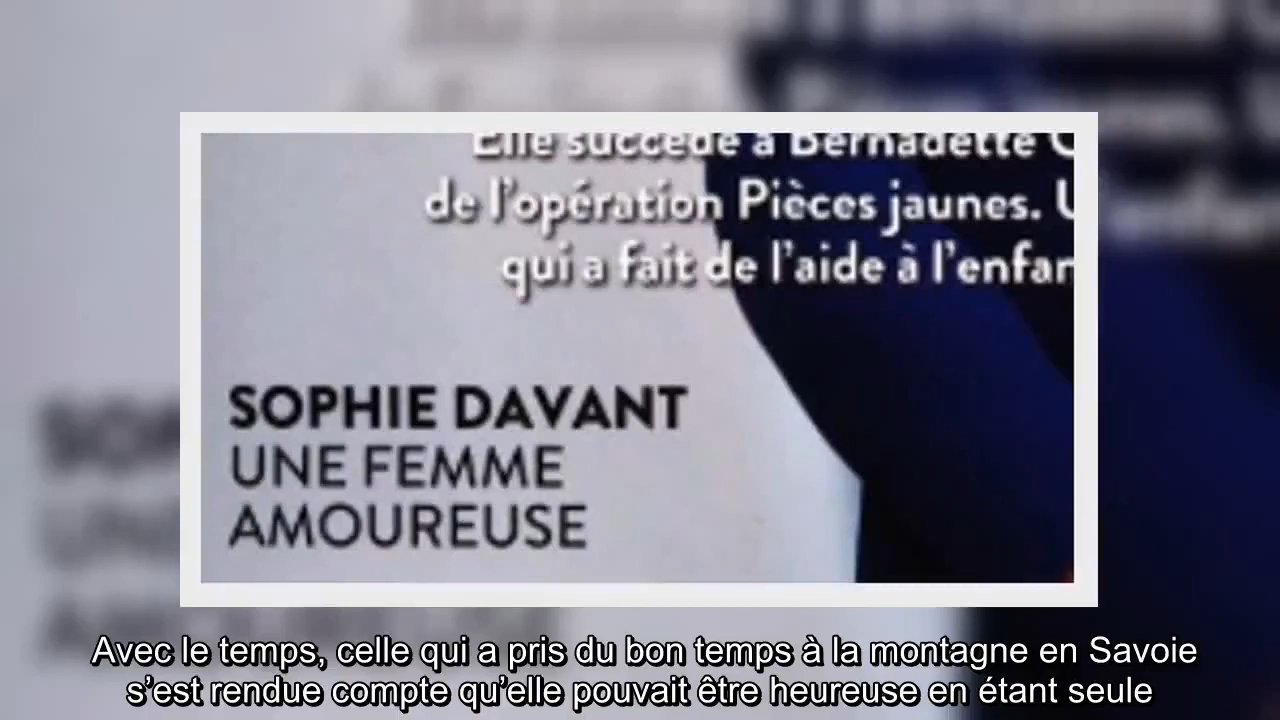 Elle succède à Bernadette
de l'opération Pièces jaunes.
qui a fait de l'aide à
SOPHIE DAVANT
UNE FEMME
AMOUREUSE
Avec le temps, celle qui a pris du bon temps à la montagne en Savoie
s'est rendue compte qu'elle pouvait être heureuse en étant seule